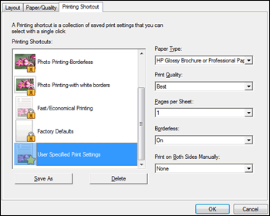 Layout Paper/Quality Printing Shortcut
A Printing shortcut is a collection of saved print settings that you can
select with a single click.
Printing Shortcuts:
Photo Printing-Borderless
Photo Printing-with white borders
Fast/Economical Printing
Factory Defaults
User Specified Print Settings
Save As Delete
Paper Type:
HP Glossy Brochure or Professional Pap
Print Quality:
Best
Pages per Sheet:
1
Borderless:
On
Print on Both Sides Manually:
None
OK Cancel